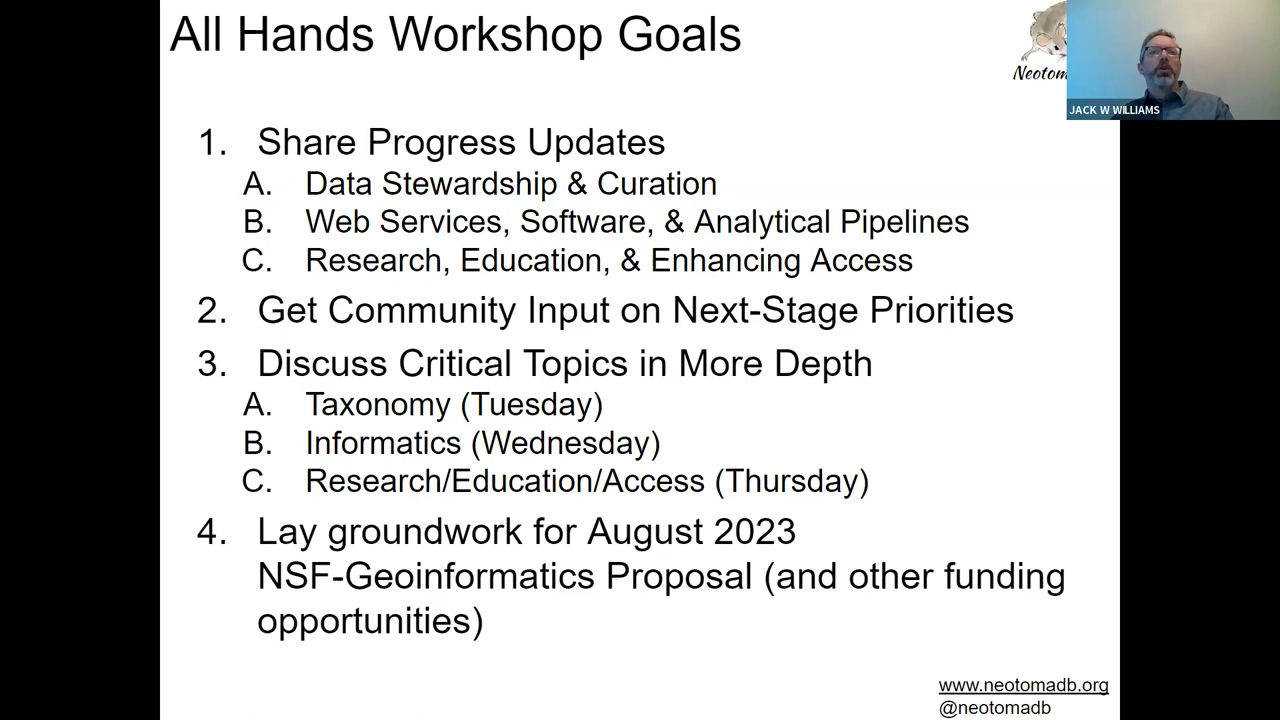 All Hands Workshop Goals
Neotom
JACK W WILLIAMS
1. Share Progress Updates
A. Data Stewardship & Curation
B. Web Services, Software, & Analytical Pipelines
C. Research, Education, & Enhancing Access
2. Get Community Input on Next-Stage Priorities
3. Discuss Critical Topics in More Depth
A. Taxonomy (Tuesday)
B. Informatics (Wednesday)
C. Research/Education/Access (Thursday)
4. Lay groundwork for August 2023
NSF-Geoinformatics Proposal (and other funding
opportunities)
www.neotomadb.org
@neotomadb